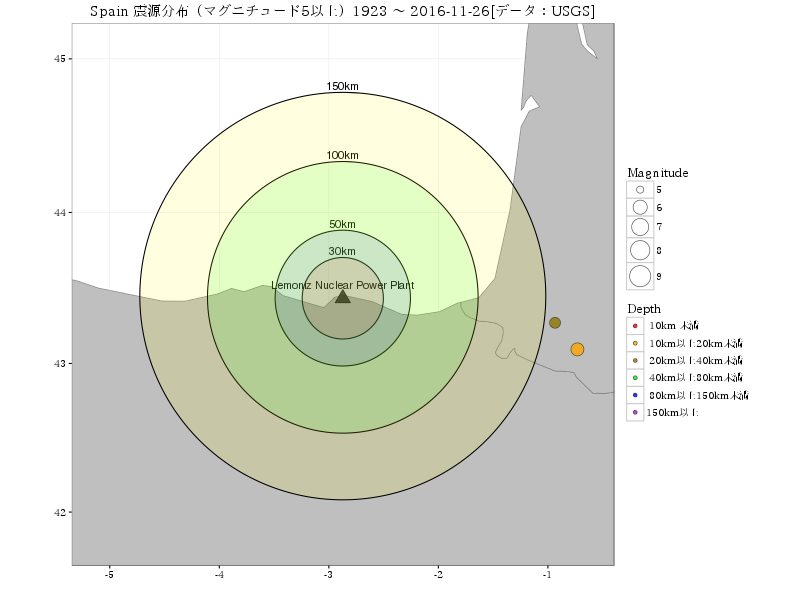 Spain 震源分布（マグニチュード5以上）1923 ～ 2016-11-26[データ：USGS]
150km
100km
50km
30km
Lemoniz Nuclear Power Plant
45
44
43
42
-5
-4
-3
-2
-1
Magnitude
5
6
7
8
9
Depth
10km 未満
10km以上20km未満
20km以上40km未満
40km以上80km未満
80km以上150km未満
150km以上